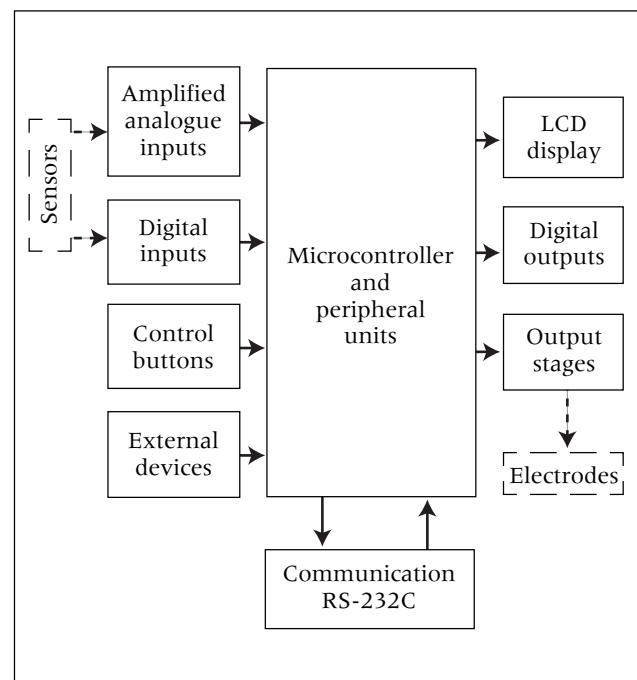 Sensors
Amplified
analogue
inputs
Digital
inputs
Control
buttons
External
devices
Microcontroller
and
peripheral
units
LCD
display
Digital
outputs
Output
stages
Electrodes
Communication
RS-232C